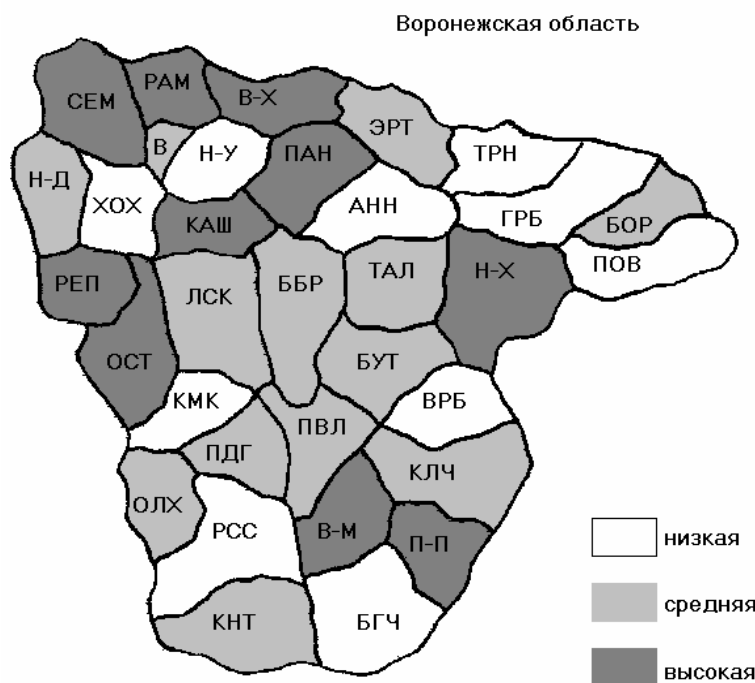 Воронежская область
СЕМ
РАМ
В-Х
ЭРТ
В
Н-У
ПАН
ТРН
Н-Д
ХОХ
КАШ
АНН
ГРБ
БОР
РЕП
ЛСК
ББР
ТАЛ
Н-Х
ПОВ
ОСТ
БУТ
КМК
ПВЛ
ВРБ
ПДГ
КЛЧ
ОЛХ
РСС
В-М
П-П
КНТ
БГЧ
низкая
средняя
высокая